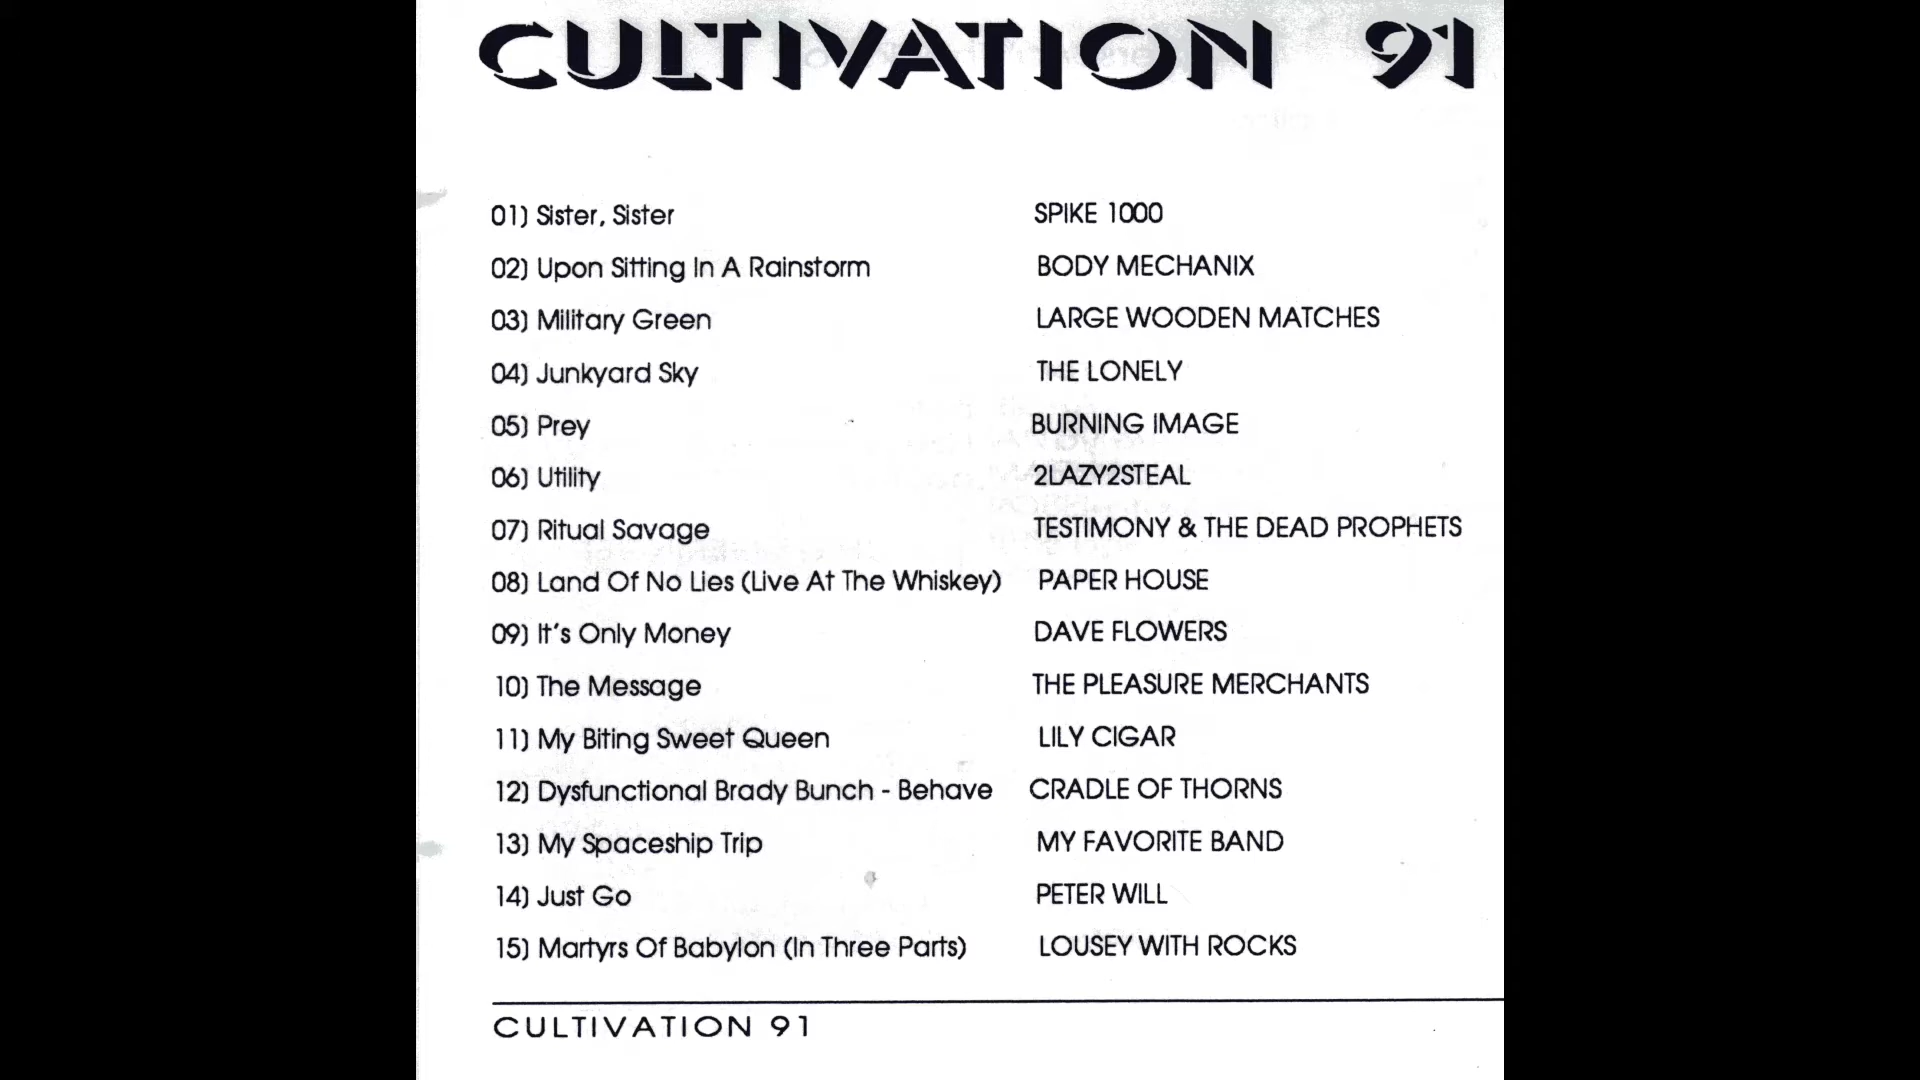 CULTIVATION 91
01) Sister, Sister SPIKE 1000
02) Upon Sitting In A Rainstorm BODY MECHANIX
03) Military Green LARGE WOODEN MATCHES
04) Junkyard Sky THE LONELY
05) Prey BURNING IMAGE
06) Utility 2LAZY2STEAL
07) Ritual Savage TESTIMONY & THE DEAD PROPHETS
08) Land Of No Lies (Live At The Whiskey) PAPER HOUSE
09) It's Only Money DAVE FLOWERS
10) The Message THE PLEASURE MERCHANTS
11) My Biting Sweet Queen LILY CIGAR
12) Dysfunctional Brady Bunch - Behave CRADLE OF THORNS
13) My Spaceship Trip MY FAVORITE BAND
14) Just Go PETER WILL
15) Martyrs Of Babylon (In Three Parts) LOUSEY WITH ROCKS
CULTIVATION 91